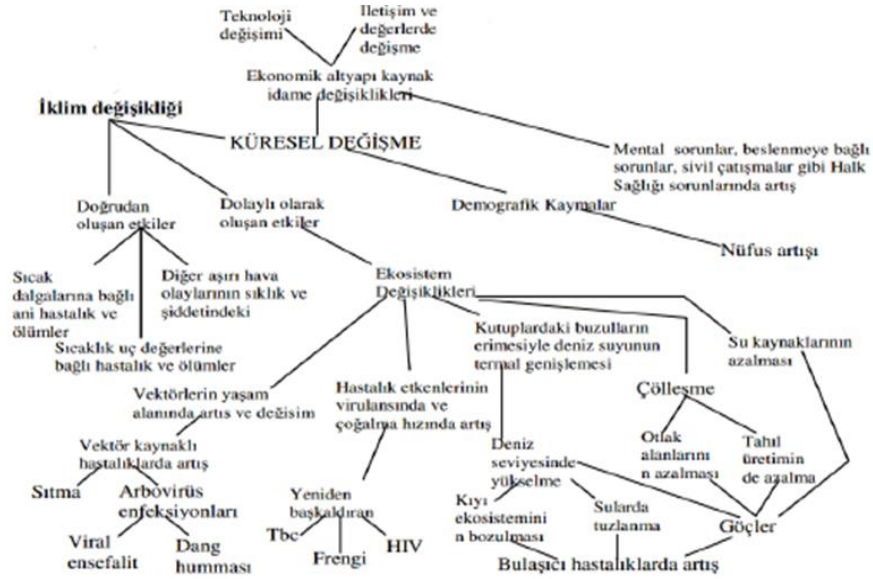 Teknoloji
değişimi
İletişim ve
değerlerde
değişme
Ekonomik altyapı kaynak
idame değişiklikleri
İklim değişikliği
KÜRESEL DEĞİŞME
Mental sorunlar, beslenmeye bağlı
sorunlar, sivil çatışmalar gibi Halk
Sağlığı sorunlarında artış
Doğrudan
oluşan etkiler
Dolaylı olarak
oluşan etkiler
Demografik Kaymalar
Nüfus artışı
Sıcak
dalgalarına bağlı
ani hastalık ve
ölümler
Diğer aşırı hava
olaylarının sıklık ve
şiddetindeki
Ekosistem
Değişiklikleri
Sıcaklık uç değerlerine
bağlı hastalık ve ölümler
Kutuplardaki buzulların
erimesiyle deniz suyunun
termal genişlemesi
Su kaynaklarının
azalması
Vektörlerin yaşam
alanında artıs ve değisim
Hastalık etkenlerinin
virulansında ve
çoğalma hızında artış
Çölleşme
Vektör kaynaklı
hastalıklarda artış
Deniz
seviyesinde
yükselme
Otlak
alanlarını
n azalması
Tahıl
üretimin
de azalma
Sıtma
Arbovirüs
enfeksiyonları
Yeniden
başkaldıran
Kıyı
ekosistemini
n bozulması
Sularda
tuzlanma
Göçler
Viral
ensefalit
Dang
humması
Tbc
Frengi
HIV
Bulaşıcı hastalıklarda artış